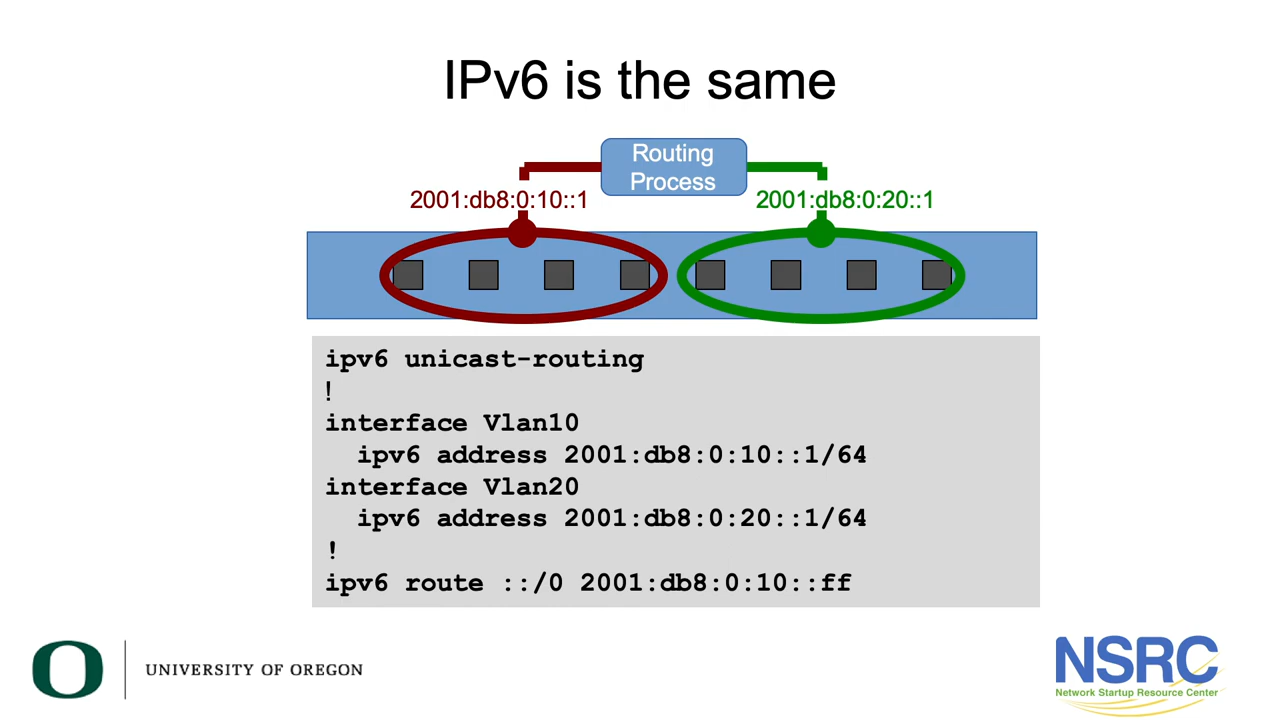 IPv6 is the same
Routing
Process
2001:db8:0:10::1
2001:db8:0:20::1
ipv6 unicast-routing
!
interface Vlan10
  ipv6 address 2001:db8:0:10::1/64
interface Vlan20
  ipv6 address 2001:db8:0:20::1/64
!
ipv6 route ::/0 2001:db8:0:10::ff
O
UNIVERSITY OF OREGON
NSRC
Network Startup Resource Center